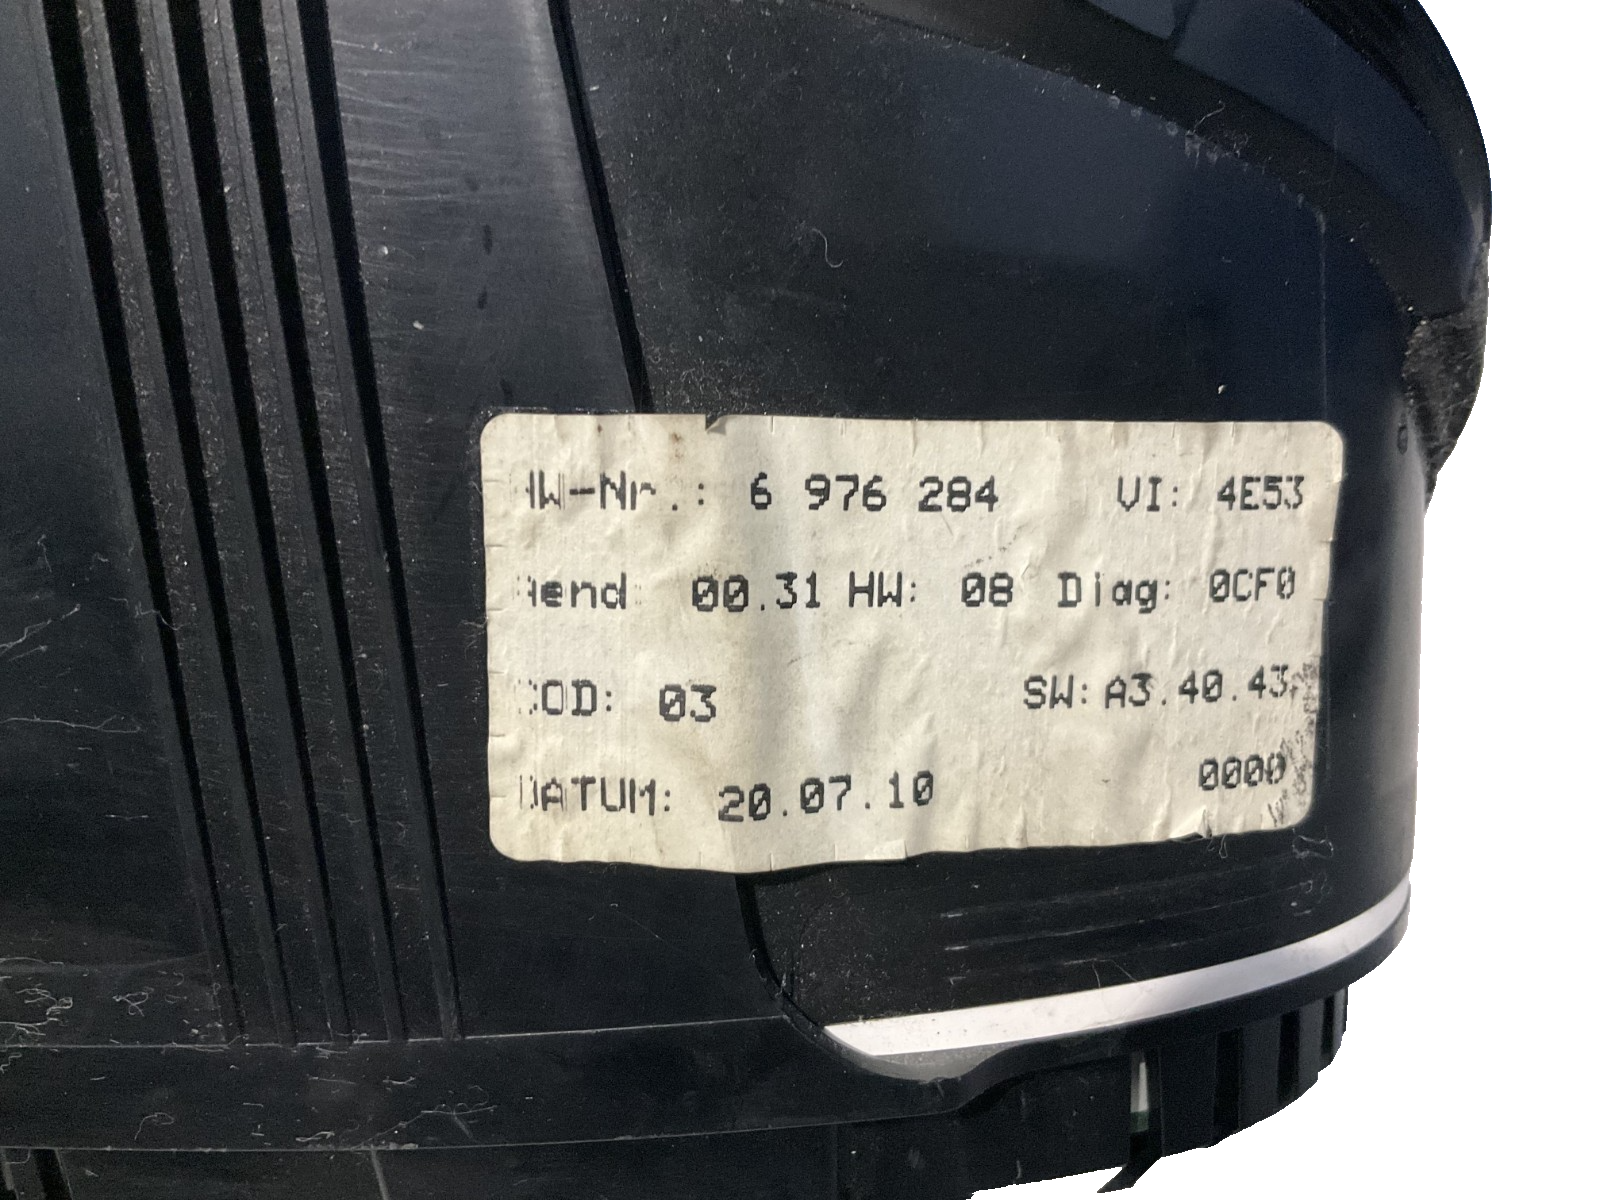 HW-Nr.: 6 976 284 VI: 4E53
Aend: 00.31 HW: 08 Diag: 0CF0
COD: 03 SW: A3.40.43
DATUM: 20.07.10 0000